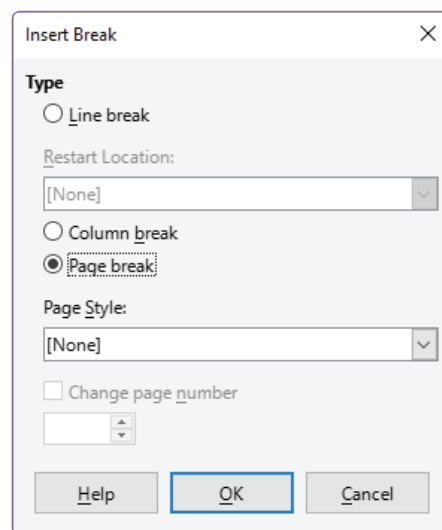 Insert Break
Type
Line break
Restart Location:
[None]
Column break
Page break
Page Style:
[None]
Change page number
Help
OK
Cancel